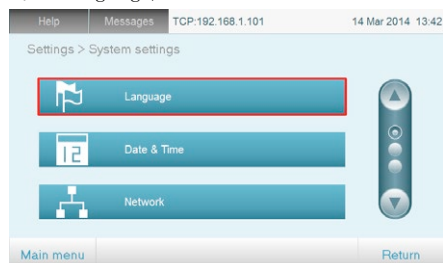 Help Messages TCP:192.168.1.101 14 Mar 2014 13:42
Settings > System settings
Language
12 Date & Time
Network
Main menu Return